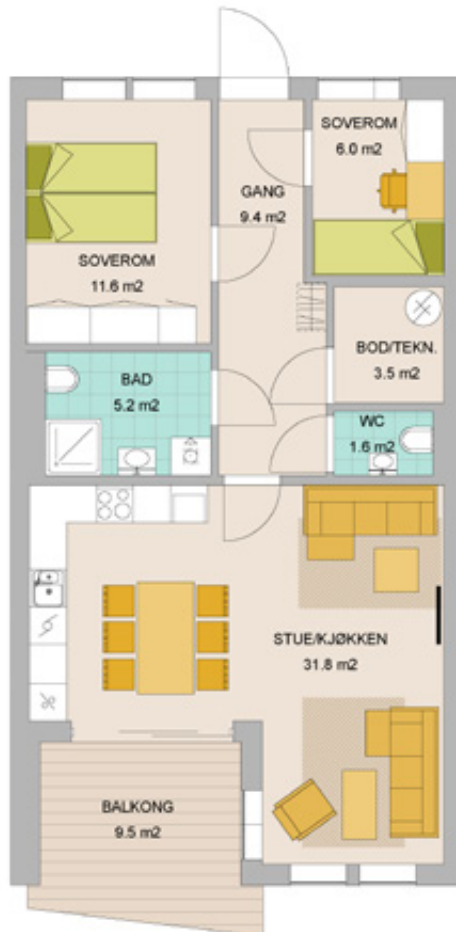 SOVEROM
6.0 m2
GANG
9.4 m2
SOVEROM
11.6 m2
BOD/TEKN.
3.5 m2
BAD
5.2 m2
WC
1.6 m2
STUE/KJØKKEN
31.8 m2
BALKONG
9.5 m2